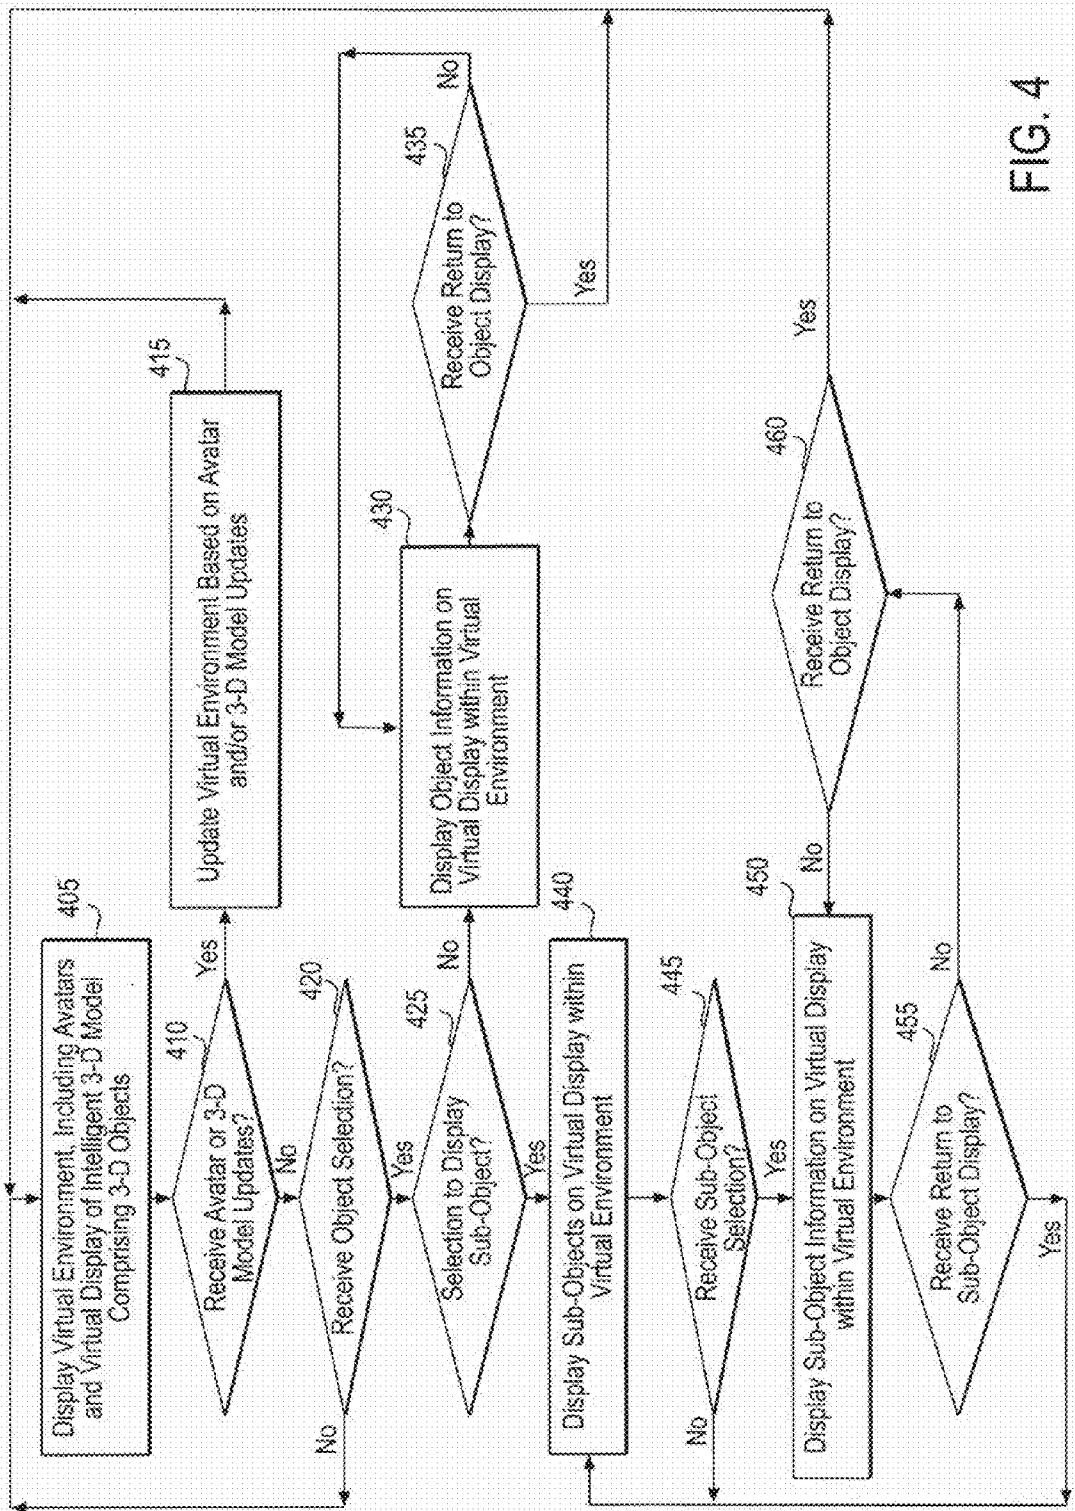 Display Virtual Environment, Including Avatars
and Virtual Display of Intelligent 3-D Model
Comprising 3-D Objects
405
Receive Avatar or 3-D
Model Updates?
410
Yes
No
Update Virtual Environment Based on Avatar
and/or 3-D Model Updates
415
Receive Object Selection?
420
No
Yes
Selection to Display
Sub-Object?
425
No
Yes
Display Object Information on
Virtual Display within Virtual
Environment
430
Receive Return to
Object Display?
435
No
Yes
Display Sub-Objects on Virtual Display within
Virtual Environment
440
Receive Sub-Object
Selection?
445
No
Yes
Display Sub-Object Information on Virtual Display
within Virtual Environment
450
Receive Return to
Sub-Object Display?
455
No
Yes
Receive Return to
Object Display?
460
No
Yes
FIG. 4